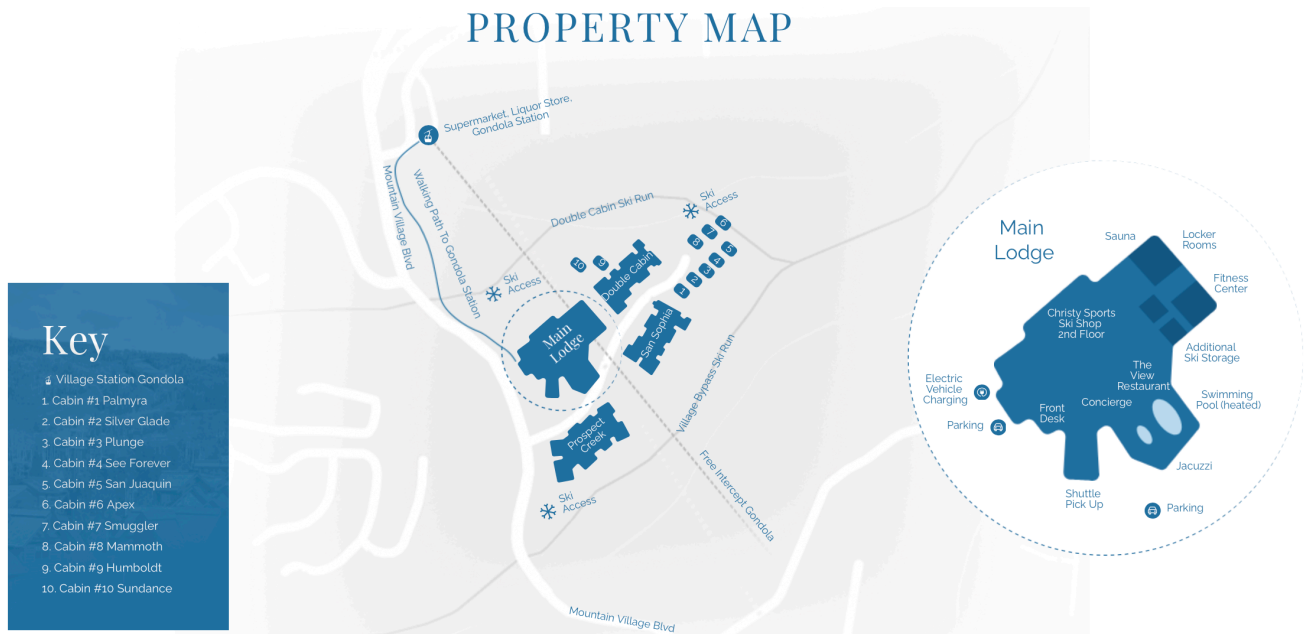 PROPERTY MAP
Supermarket, Liquor Store,
Gondola Station
Mountain Village Blvd
Walking Path To Gondola Station
Double Cabin Ski Run
Ski
Access
6
7
8
5
4
3
2
1
10
9
Double Cabin
Ski
Access
Main
Lodge
San Sophia
Village Bypass Ski Run
Prospect
Creek
Free Intercept Gondola
Ski
Access
Mountain Village Blvd
Key
Village Station Gondola
1. Cabin #1 Palmyra
2. Cabin #2 Silver Glade
3. Cabin #3 Plunge
4. Cabin #4 See Forever
5. Cabin #5 San Juaquin
6. Cabin #6 Apex
7. Cabin #7 Smuggler
8. Cabin #8 Mammoth
9. Cabin #9 Humboldt
10. Cabin #10 Sundance
Main
Lodge
Sauna
Locker
Rooms
Fitness
Center
Christy Sports
Ski Shop
2nd Floor
Additional
Ski Storage
The
View
Restaurant
Electric
Vehicle
Charging
Swimming
Pool (heated)
Concierge
Front
Desk
Parking
Jacuzzi
Shuttle
Pick Up
Parking